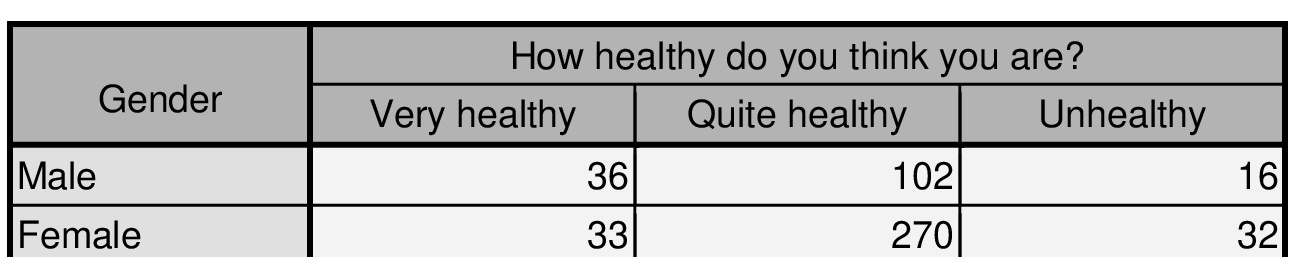 How healthy do you think you are?
Gender
Very healthy Quite healthy Unhealthy
Male 36 102 16
Female 33 270 32